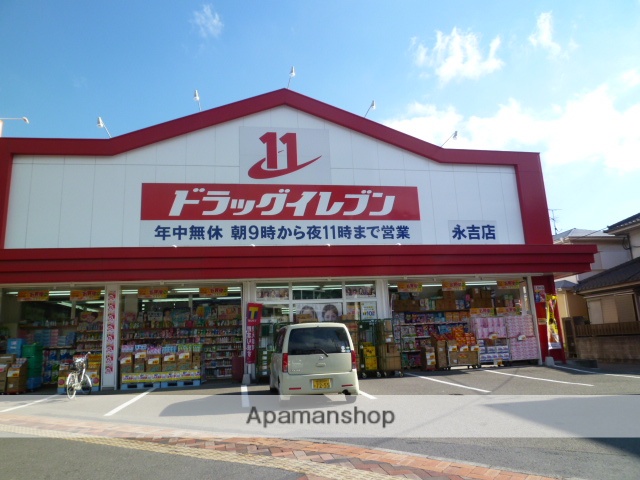 11
ドラッグイレブン
年中無休 朝9時から夜11時まで営業
永吉店
Apamanshop